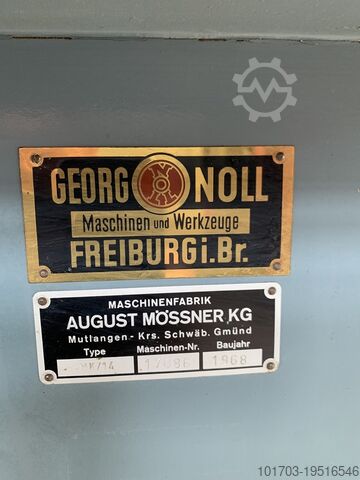 GEORG NOLL
Maschinen und Werkzeuge
FREIBURG i. Br.
MASCHINENFABRIK
AUGUST MÖSSNER KG
Mutlangen - Krs. Schwäb. Gmünd
Type Maschinen-Nr. Baujahr
1968
101703-19516546